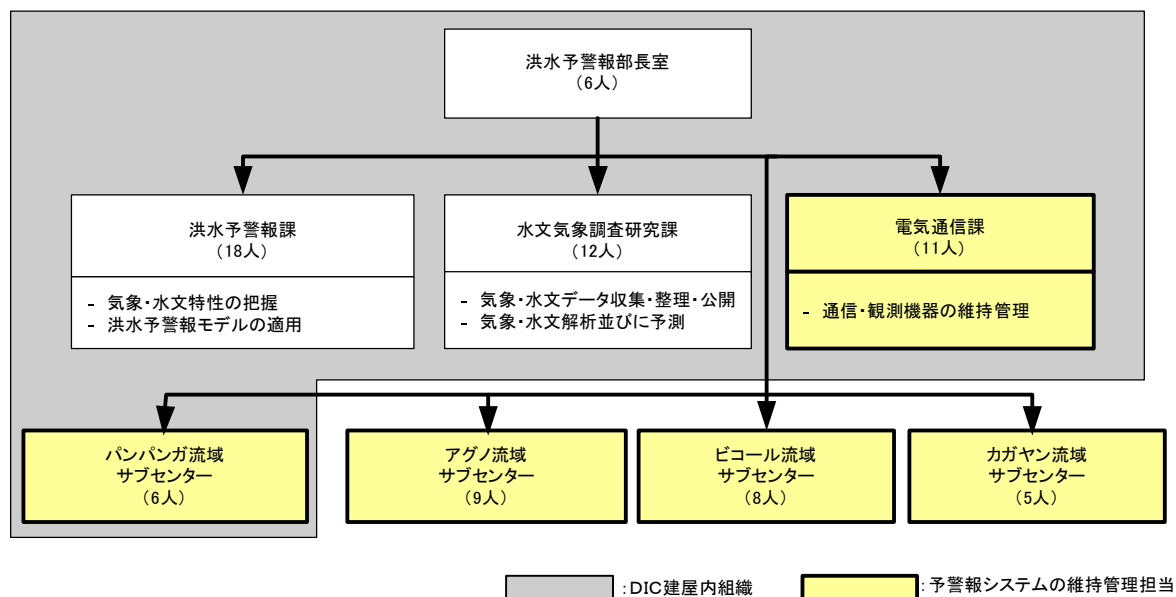 洪水予警報部長室
(6人)
洪水予警報課
(18人)
- 気象・水文特性の把握
- 洪水予警報モデルの適用
水文気象調査研究課
(12人)
- 気象・水文データ収集・整理・公開
- 気象・水文解析並びに予測
電気通信課
(11人)
- 通信・観測機器の維持管理
パンパンガ流域
サブセンター
(6人)
アグノ流域
サブセンター
(9人)
ビコール流域
サブセンター
(8人)
カガヤン流域
サブセンター
(5人)
:DIC建屋内組織
:予警報システムの維持管理担当